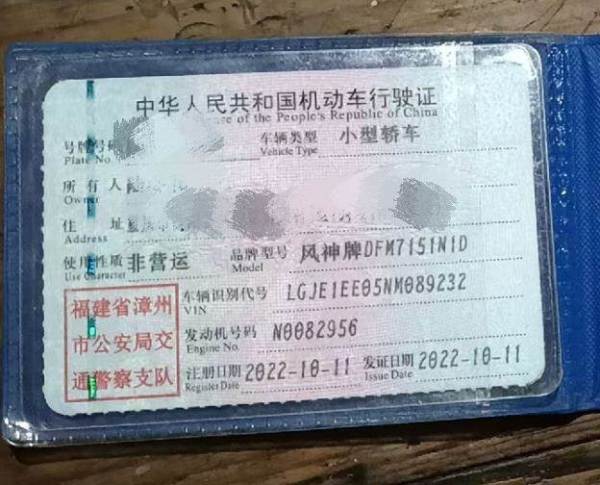 中华人民共和国机动车行驶证
of the People's Republic of China
号牌号码 车辆类型 小型轿车
Plate No. Vehicle Type
所有人
Owner
住址
Address
使用性质 非营运 品牌型号 风神牌DFM7151N1D
Use Character Model
福建省漳州市公安局交通警察支队
车辆识别代号 LGJE1EE05NM089232
VIN
发动机号码 N0082956
Engine No.
注册日期 2022-10-11 发证日期 2022-10-11
Register Date Issue Date